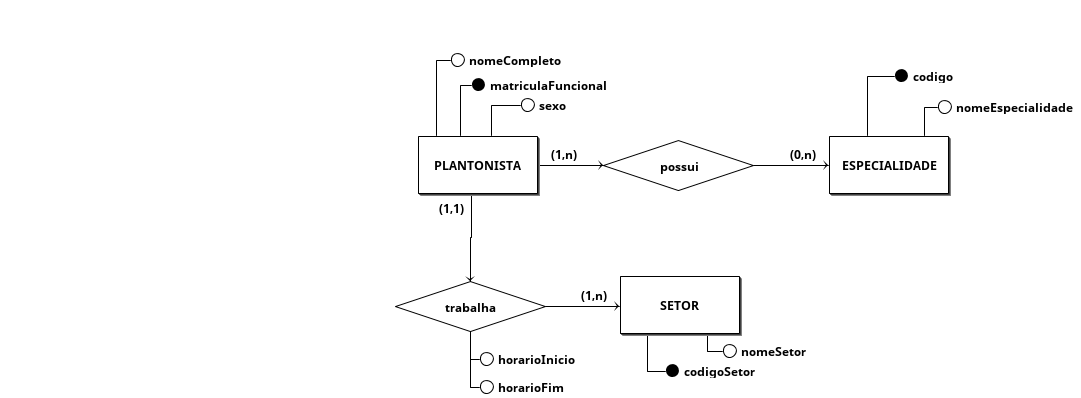 nomeCompleto
matriculaFuncional
sexo
codigo
nomeEspecialidade
PLANTONISTA
(1,n)
possui
(0,n)
ESPECIALIDADE
(1,1)
trabalha
(1,n)
SETOR
horarioInicio
horarioFim
nomeSetor
codigoSetor